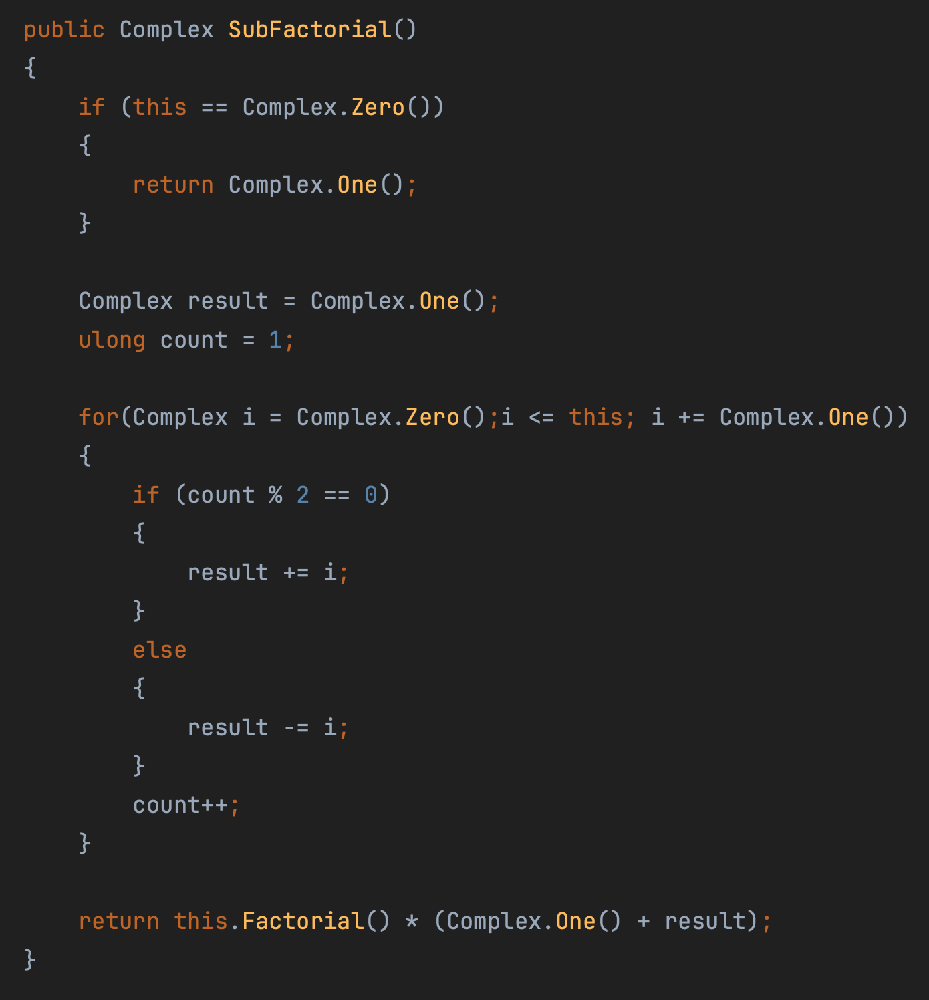 public Complex SubFactorial()
{
    if (this == Complex.Zero())
    {
        return Complex.One();
    }

    Complex result = Complex.One();
    ulong count = 1;

    for(Complex i = Complex.Zero();i <= this; i += Complex.One())
    {
        if (count % 2 == 0)
        {
            result += i;
        }
        else
        {
            result -= i;
        }
        count++;
    }

    return this.Factorial() * (Complex.One() + result);
}